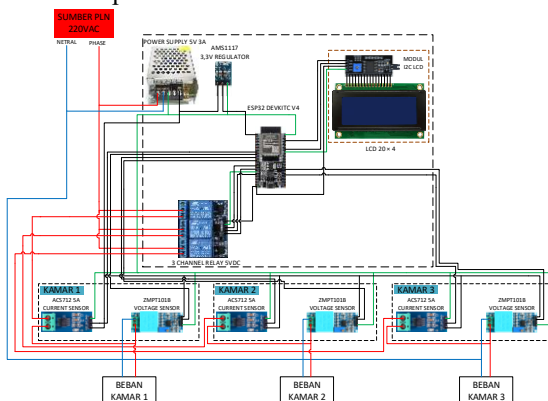 SUMBER PLN
220VAC
NETRAL
PHASE
POWER SUPPLY 5V 3A
AMS1117
3,3V REGULATOR
MODUL
I2C LCD
ESP32 DEVKITC V4
LCD 20 × 4
3 CHANNEL RELAY 5VDC
KAMAR 1
ACS712 5A
CURRENT SENSOR
ZMPT101B
VOLTAGE SENSOR
KAMAR 2
ACS712 5A
CURRENT SENSOR
ZMPT101B
VOLTAGE SENSOR
KAMAR 3
ACS712 5A
CURRENT SENSOR
ZMPT101B
VOLTAGE SENSOR
BEBAN
KAMAR 1
BEBAN
KAMAR 2
BEBAN
KAMAR 3